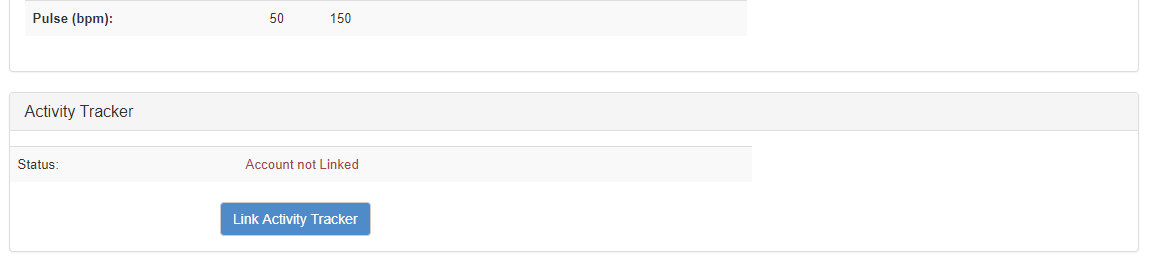 Pulse (bpm): 50 150
Activity Tracker
Status: Account not Linked
Link Activity Tracker